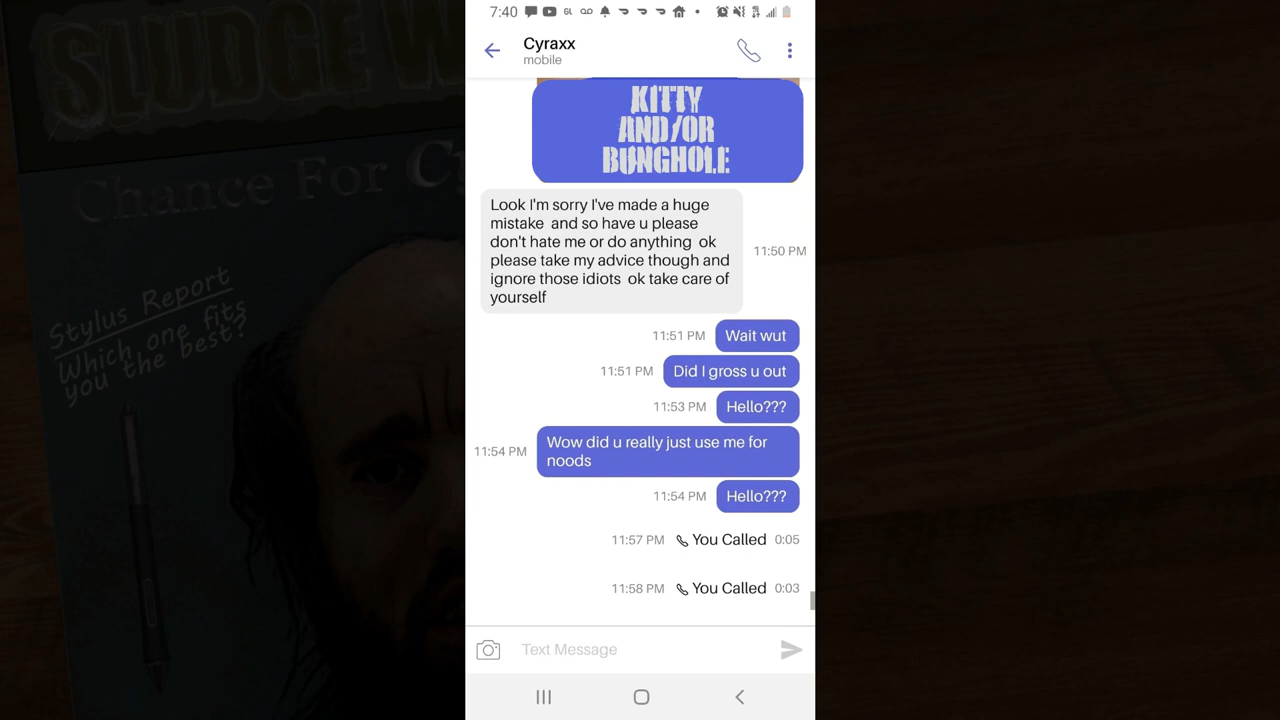 SLUDGE W
Chance For Cy
Stylus Report
Which one fits
you the best?
7:40
GL
Cyraxx
mobile
KITTY
AND/OR
BUNGHOLE
Look I'm sorry I've made a huge
mistake  and so have u please
don't hate me or do anything  ok
please take my advice though and
ignore those idiots  ok take care of
yourself
11:50 PM
11:51 PM Wait wut
11:51 PM Did I gross u out
11:53 PM Hello???
Wow did u really just use me for
11:54 PM
noods
11:54 PM Hello???
11:57 PM You Called 0:05
11:58 PM You Called 0:03
Text Message